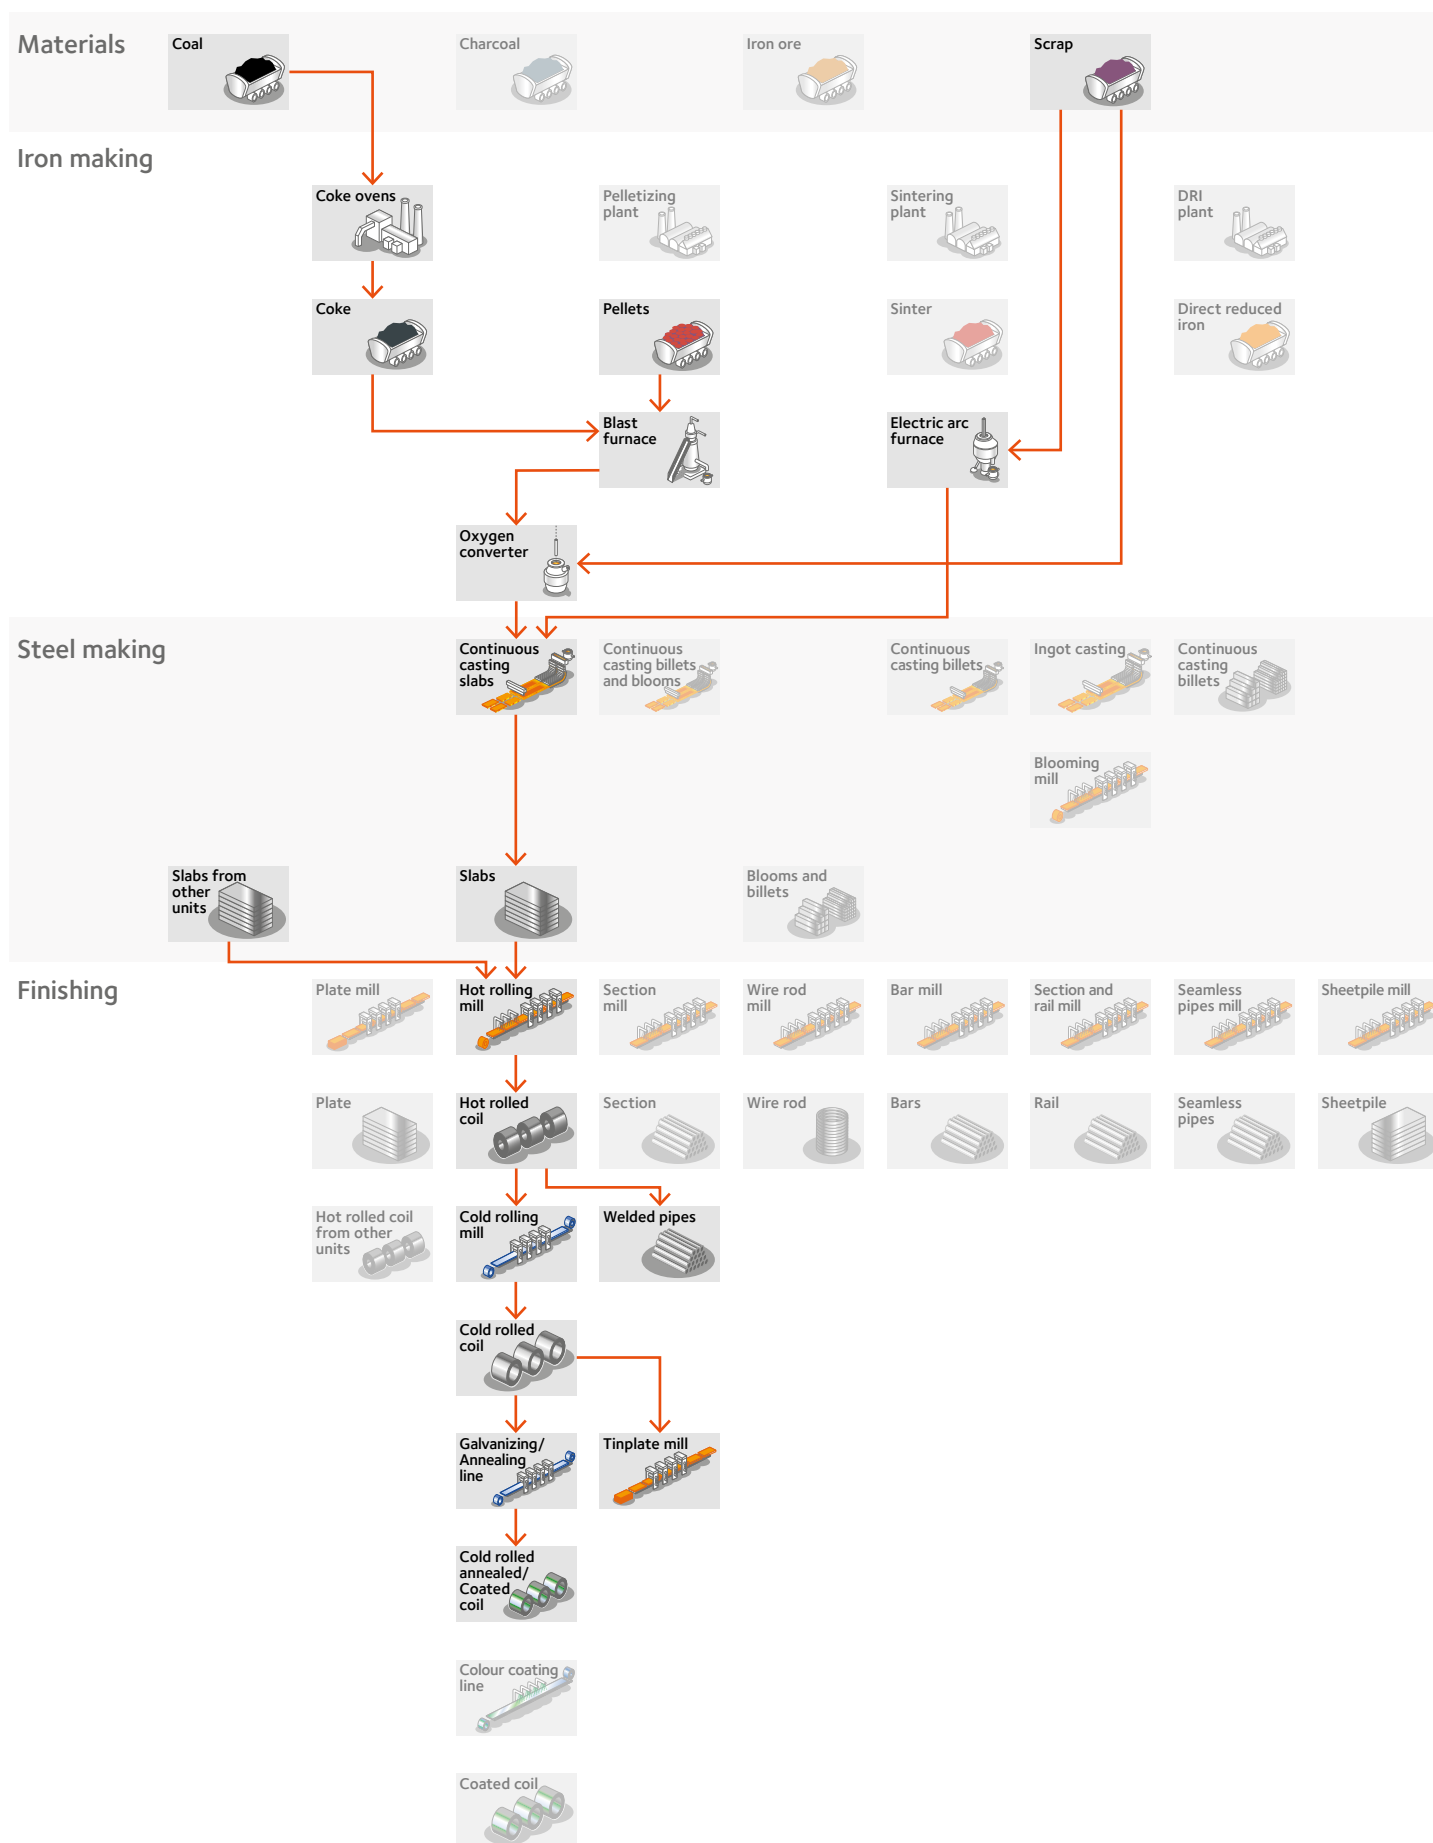 Materials
Coal
Charcoal
Iron ore
Scrap
Iron making
Coke ovens
Pelletizing
plant
Sintering
plant
DRI
plant
Coke
Pellets
Sinter
Direct reduced
iron
Blast
furnace
Electric arc
furnace
Oxygen
converter
Steel making
Continuous
casting
slabs
Continuous
casting billets
and blooms
Continuous
casting billets
Ingot casting
Continuous
casting
billets
Blooming
mill
Slabs from
other
units
Slabs
Blooms and
billets
Finishing
Plate mill
Hot rolling
mill
Section
mill
Wire rod
mill
Bar mill
Section and
rail mill
Seamless
pipes mill
Sheetpile mill
Plate
Hot rolled
coil
Section
Wire rod
Bars
Rail
Seamless
pipes
Sheetpile
Hot rolled coil
from other
units
Cold rolling
mill
Welded pipes
Cold rolled
coil
Galvanizing/
Annealing
line
Tinplate mill
Cold rolled
annealed/
Coated
coil
Colour coating
line
Coated coil